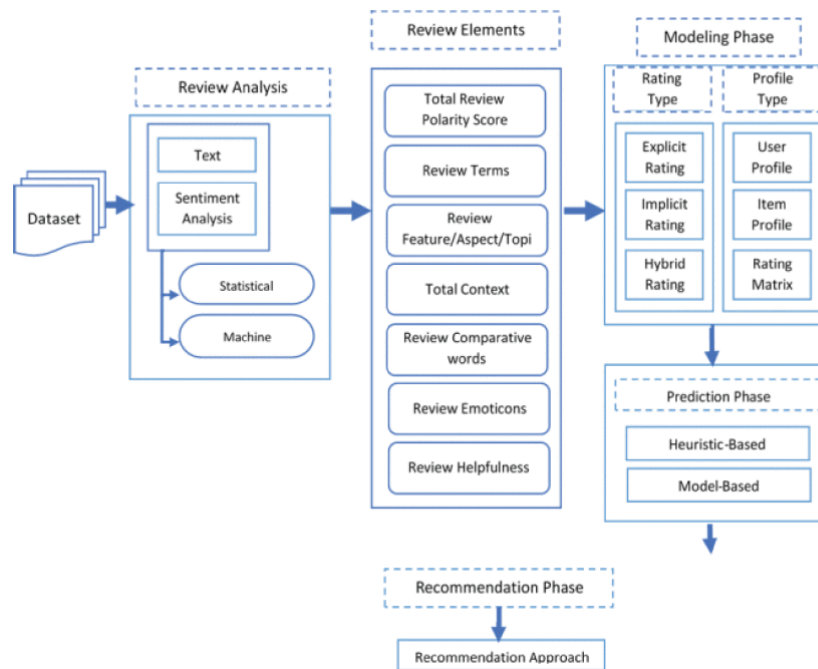 Dataset
Review Analysis
Text
Sentiment
Analysis
Statistical
Machine
Review Elements
Total Review
Polarity Score
Review Terms
Review
Feature/Aspect/Topi
Total Context
Review Comparative
words
Review Emoticons
Review Helpfulness
Modeling Phase
Rating
Type
Explicit
Rating
Implicit
Rating
Hybrid
Rating
Profile
Type
User
Profile
Item
Profile
Rating
Matrix
Prediction Phase
Heuristic-Based
Model-Based
Recommendation Phase
Recommendation Approach